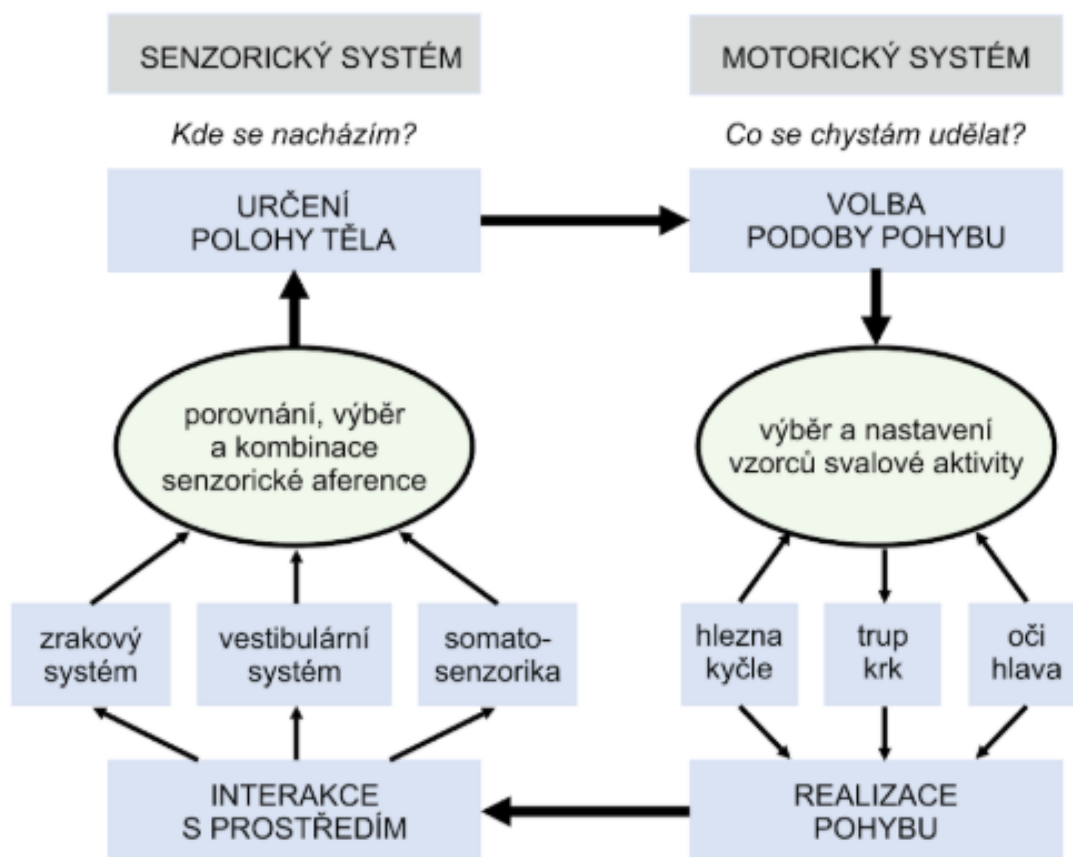 SENZORICKÝ SYSTÉM
MOTORICKÝ SYSTÉM
Kde se nacházím?
Co se chystám udělat?
URČENÍ
POLOHY TĚLA
VOLBA
PODOBY POHYBU
porovnání, výběr
a kombinace
senzorické aference
výběr a nastavení
vzorců svalové aktivity
zrakový
systém
vestibulární
systém
somato-
senzorika
hlezna
kyčle
trup
krk
oči
hlava
INTERAKCE
S PROSTŘEDÍM
REALIZACE
POHYBU